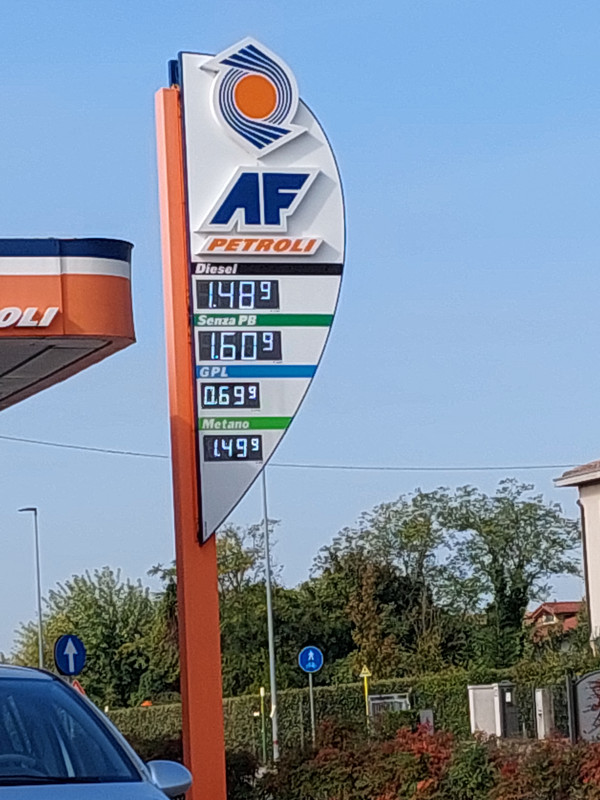 AF
PETROLI
Diesel
1.489
Senza PB
1.609
GPL
0.699
Metano
1.499
OLI